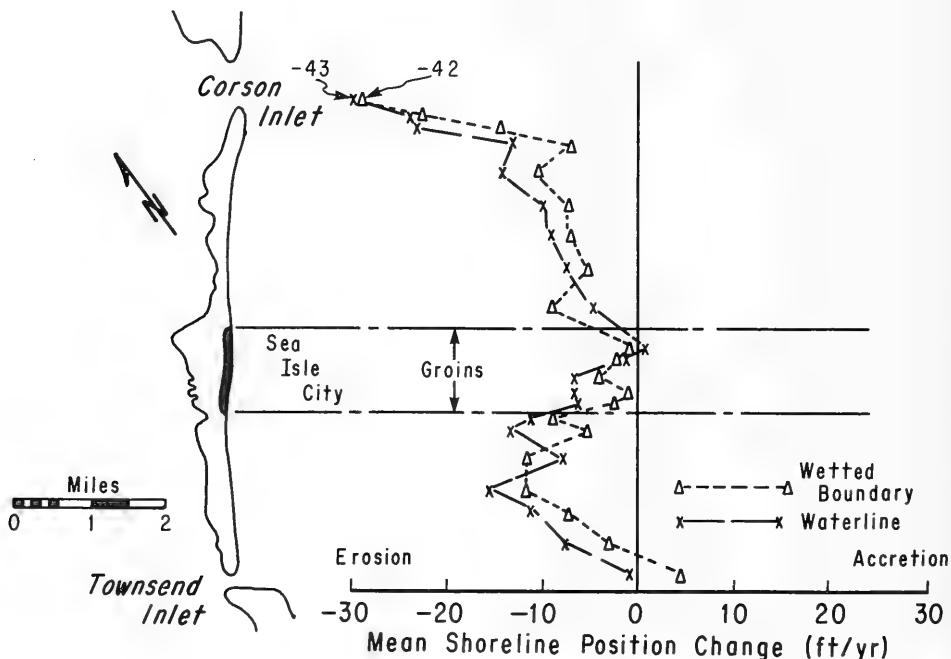 -43
-42
Corson
Inlet
Sea
Isle
City
Groins
Miles
0 1 2
Wetted
Boundary
Waterline
Erosion
Accretion
Townsend
Inlet
-30 -20 -10 0 10 20 30
Mean Shoreline Position Change (ft/yr)